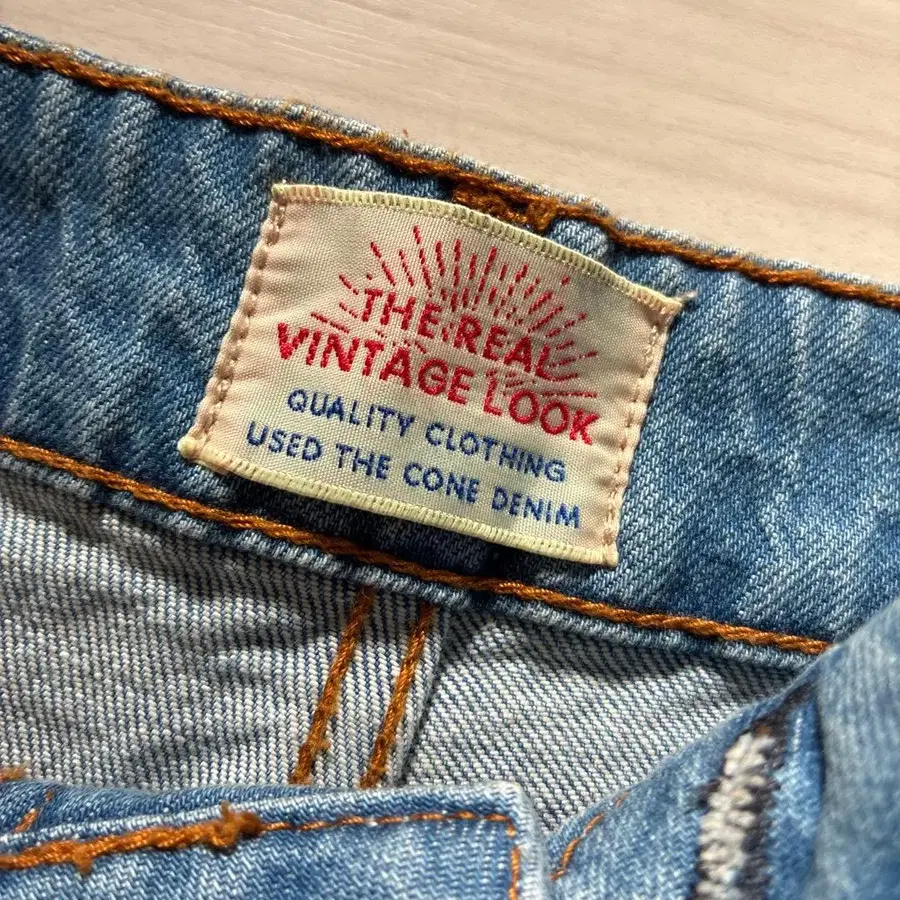 THE REAL
VINTAGE LOOK
QUALITY CLOTHING
USED THE CONE DENIM